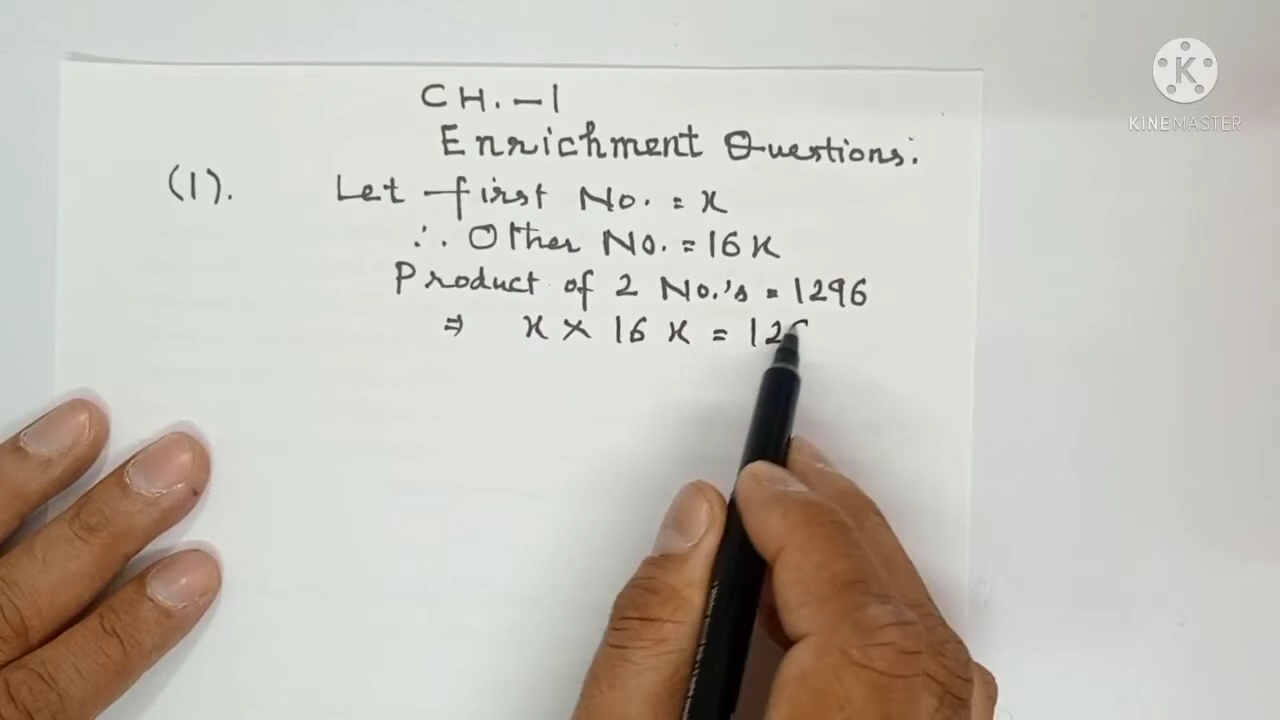 CH. - 1
Enrichment Questions:
(1). Let first No. = x
∴ Other No. = 16x
Product of 2 No.'s = 1296
⇒ x × 16x = 12
KINEMASTER